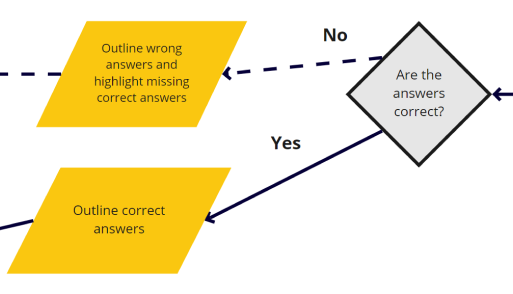 Outline wrong
answers and
highlight missing
correct answers
No
Are the
answers
correct?
Yes
Outline correct
answers